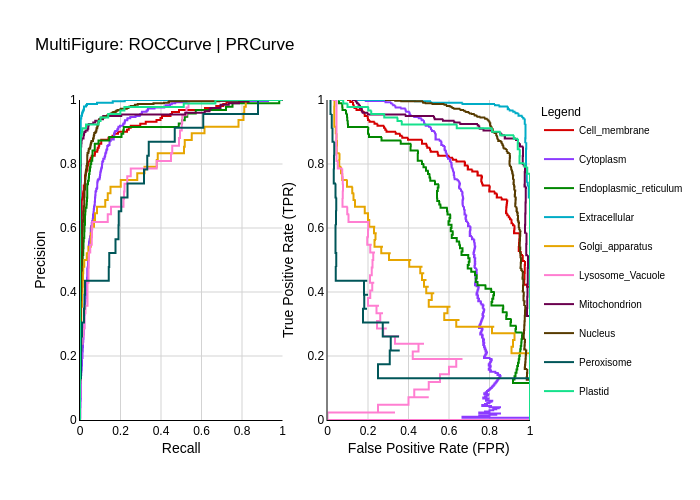 MultiFigure: ROCCurve | PRCurve
Precision
1
0.8
0.6
0.4
0.2
0
0 0.2 0.4 0.6 0.8 1
Recall
True Positive Rate (TPR)
1
0.8
0.6
0.4
0.2
0
0 0.2 0.4 0.6 0.8 1
False Positive Rate (FPR)
Legend
Cell_membrane
Cytoplasm
Endoplasmic_reticulum
Extracellular
Golgi_apparatus
Lysosome_Vacuole
Mitochondrion
Nucleus
Peroxisome
Plastid